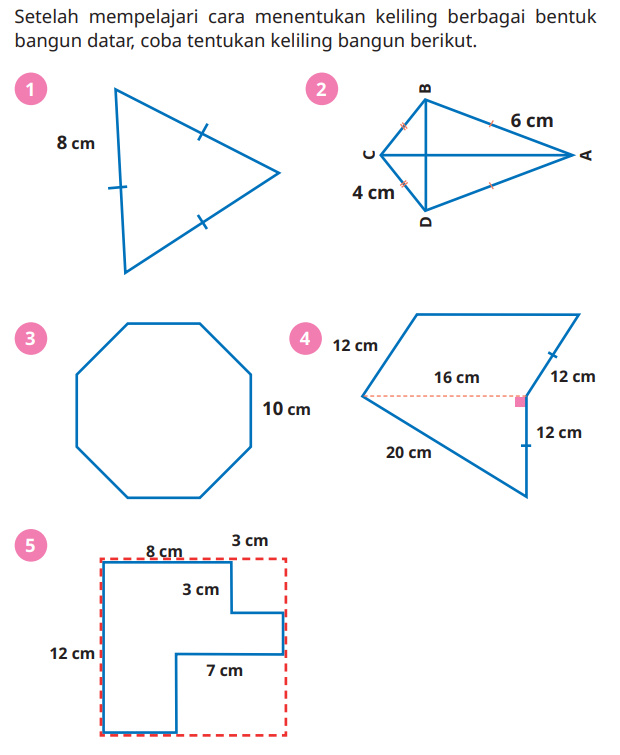 Setelah mempelajari cara menentukan keliling berbagai bentuk
bangun datar, coba tentukan keliling bangun berikut.
1
8 cm
2
B
6 cm
C
A
4 cm
D
3
10 cm
4
12 cm
16 cm
12 cm
12 cm
20 cm
5
8 cm
3 cm
3 cm
12 cm
7 cm